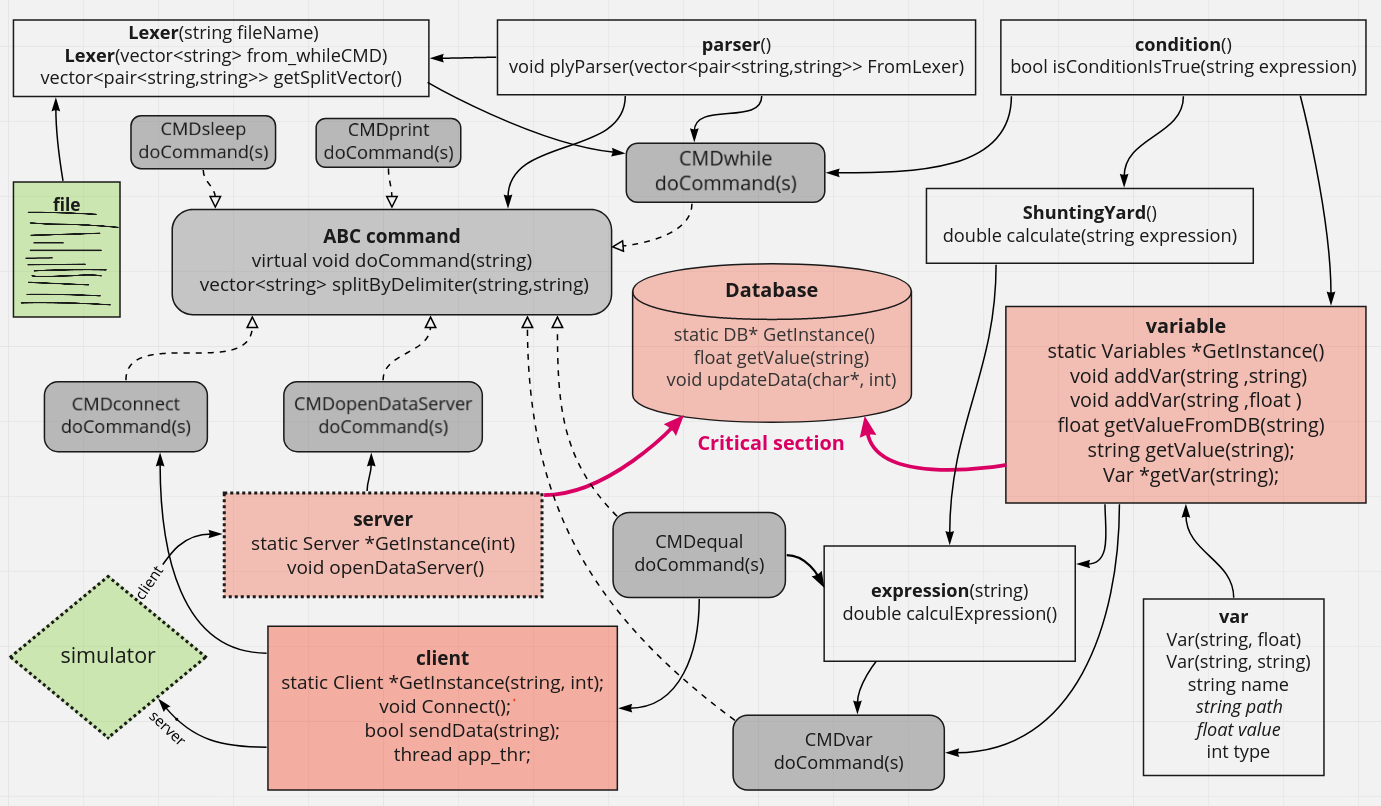 Lexer(string fileName)
Lexer(vector<string> from_whileCMD)
vector<pair<string,string>> getSplitVector()
parser()
void plyParser(vector<pair<string,string>> FromLexer)
condition()
bool isConditionIsTrue(string expression)
CMDsleep
doCommand(s)
CMDprint
doCommand(s)
CMDwhile
doCommand(s)
file
ABC command
virtual void doCommand(string)
vector<string> splitByDelimiter(string,string)
ShuntingYard()
double calculate(string expression)
Database
static DB* GetInstance()
float getValue(string)
void updateData(char*, int)
Critical section
variable
static Variables *GetInstance()
void addVar(string ,string)
void addVar(string ,float )
float getValueFromDB(string)
string getValue(string);
Var *getVar(string);
CMDconnect
doCommand(s)
CMDopenDataServer
doCommand(s)
server
static Server *GetInstance(int)
void openDataServer()
CMDequal
doCommand(s)
expression(string)
double calculExpression()
client
simulator
server
client
static Client *GetInstance(string, int);
void Connect();
bool sendData(string);
thread app_thr;
CMDvar
doCommand(s)
var
Var(string, float)
Var(string, string)
string name
string path
float value
int type